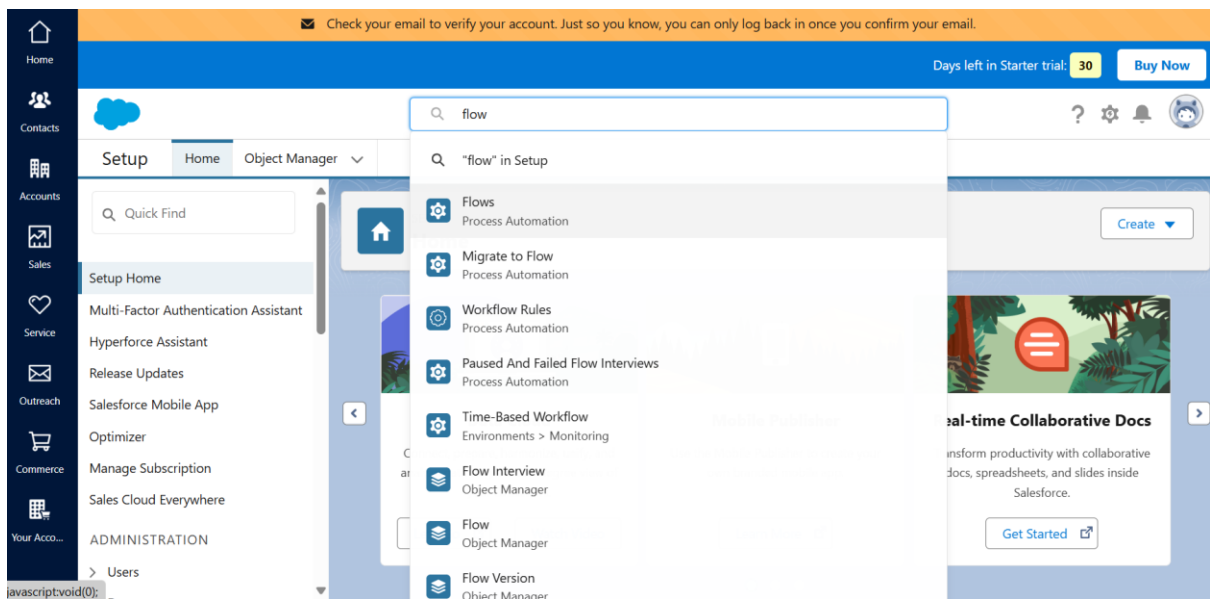 Check your email to verify your account. Just so you know, you can only log back in once you confirm your email.
Home
Days left in Starter trial: 30
Buy Now
Contacts
flow
Setup
Home
Object Manager
"flow" in Setup
Accounts
Quick Find
Flows
Process Automation
Create
Sales
Setup Home
Migrate to Flow
Process Automation
Multi-Factor Authentication Assistant
Workflow Rules
Process Automation
Service
Hyperforce Assistant
Release Updates
Paused And Failed Flow Interviews
Process Automation
Outreach
Salesforce Mobile App
Time-Based Workflow
Environments > Monitoring
eal-time Collaborative Docs
Optimizer
Commerce
Manage Subscription
Flow Interview
Object Manager
nsform productivity with collaborative
docs, spreadsheets, and slides inside
Salesforce.
Sales Cloud Everywhere
Your Acco...
ADMINISTRATION
Flow
Object Manager
Get Started
Users
Flow Version
Object Manager
javascript:void(0);